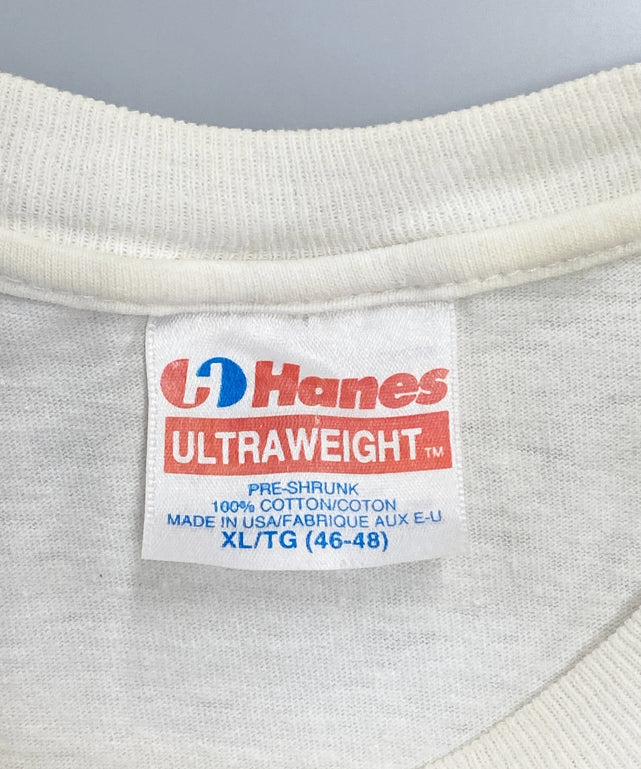 Hanes
ULTRAWEIGHT™
PRE-SHRUNK
100% COTTON/COTON
MADE IN USA/FABRIQUE AUX E-U
XL/TG (46-48)